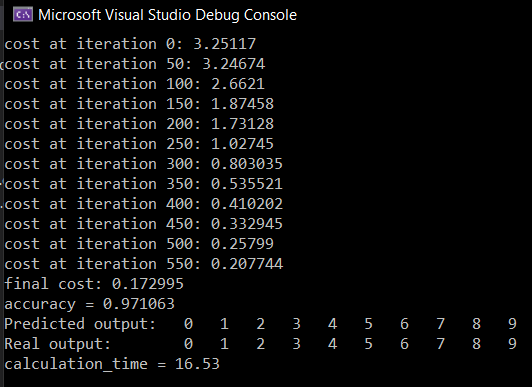 Microsoft Visual Studio Debug Console
cost at iteration 0: 3.25117
cost at iteration 50: 3.24674
cost at iteration 100: 2.6621
cost at iteration 150: 1.87458
cost at iteration 200: 1.73128
cost at iteration 250: 1.02745
cost at iteration 300: 0.803035
cost at iteration 350: 0.535521
cost at iteration 400: 0.410202
cost at iteration 450: 0.332945
cost at iteration 500: 0.25799
cost at iteration 550: 0.207744
final cost: 0.172995
accuracy = 0.971063
Predicted output: 0 1 2 3 4 5 6 7 8 9
Real output: 0 1 2 3 4 5 6 7 8 9
calculation_time = 16.53